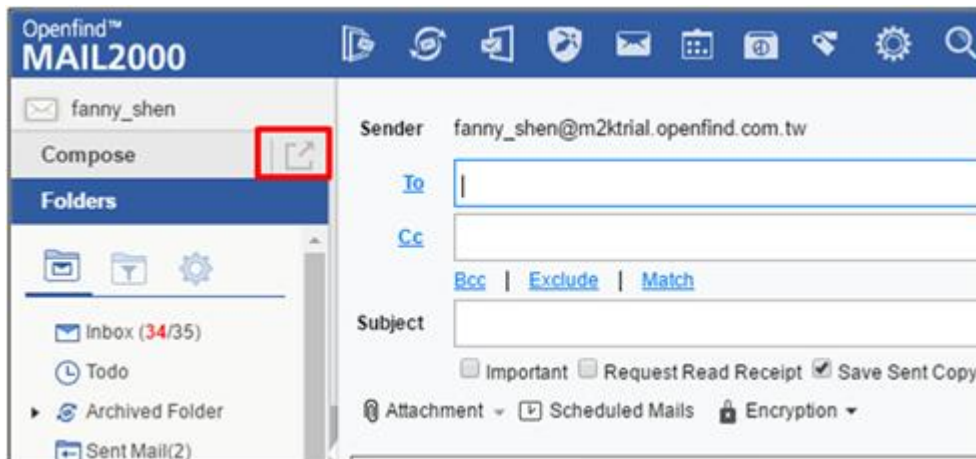 Openfind™
MAIL2000
fanny_shen
Compose
Folders
Inbox (34/35)
Todo
Archived Folder
Sent Mail(2)
Sender fanny_shen@m2ktrial.openfind.com.tw
To
Cc
Bcc | Exclude | Match
Subject
Important Request Read Receipt Save Sent Copy
Attachment Scheduled Mails Encryption